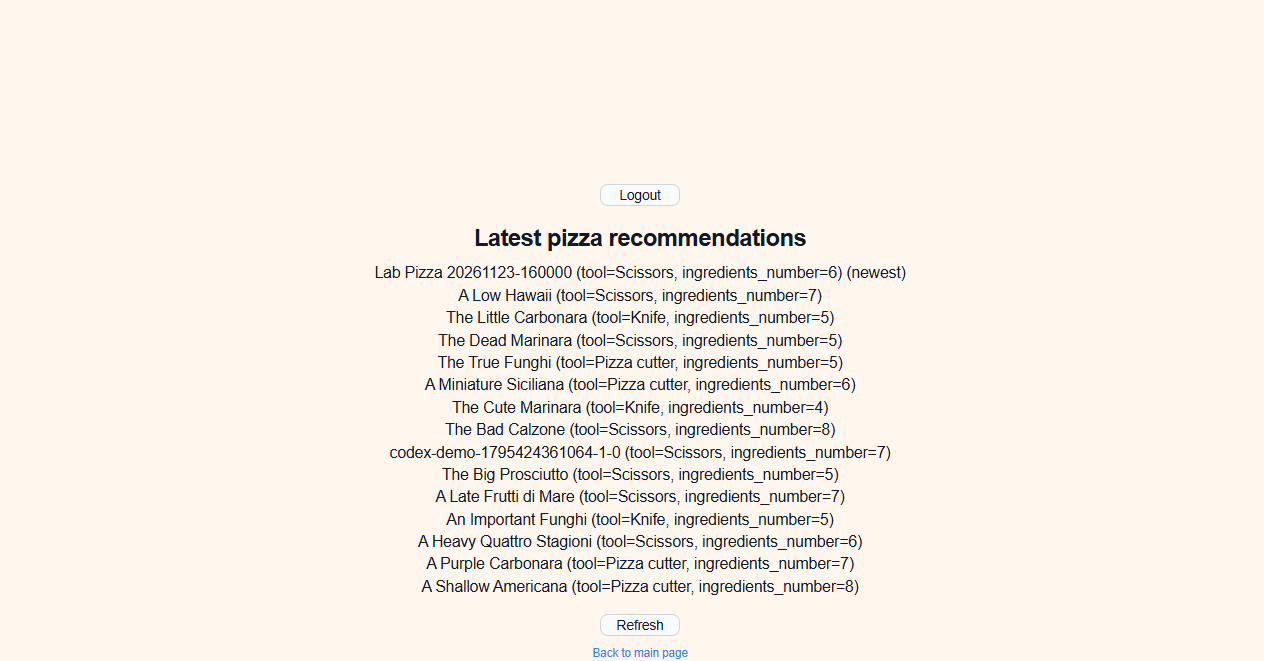 Logout
Latest pizza recommendations
Lab Pizza 20261123-160000 (tool=Scissors, ingredients_number=6) (newest)
A Low Hawaii (tool=Scissors, ingredients_number=7)
The Little Carbonara (tool=Knife, ingredients_number=5)
The Dead Marinara (tool=Scissors, ingredients_number=5)
The True Funghi (tool=Pizza cutter, ingredients_number=5)
A Miniature Siciliana (tool=Pizza cutter, ingredients_number=6)
The Cute Marinara (tool=Knife, ingredients_number=4)
The Bad Calzone (tool=Scissors, ingredients_number=8)
codex-demo-1795424361064-1-0 (tool=Scissors, ingredients_number=7)
The Big Prosciutto (tool=Scissors, ingredients_number=5)
A Late Frutti di Mare (tool=Scissors, ingredients_number=7)
An Important Funghi (tool=Knife, ingredients_number=5)
A Heavy Quattro Stagioni (tool=Scissors, ingredients_number=6)
A Purple Carbonara (tool=Pizza cutter, ingredients_number=7)
A Shallow Americana (tool=Pizza cutter, ingredients_number=8)
Refresh
Back to main page